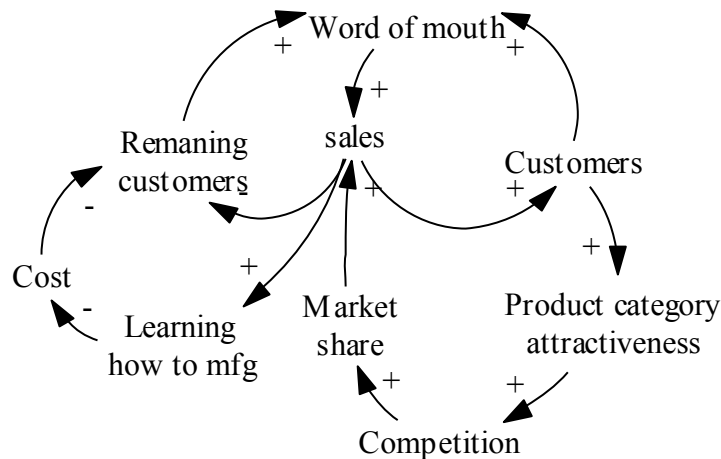 Word of mouth
+
+
+
Remaning
customers
sales
Customers
-
+
+
-
+
+
Cost
-
Learning
how to mfg
Market
share
Product category
attractiveness
+
+
Competition